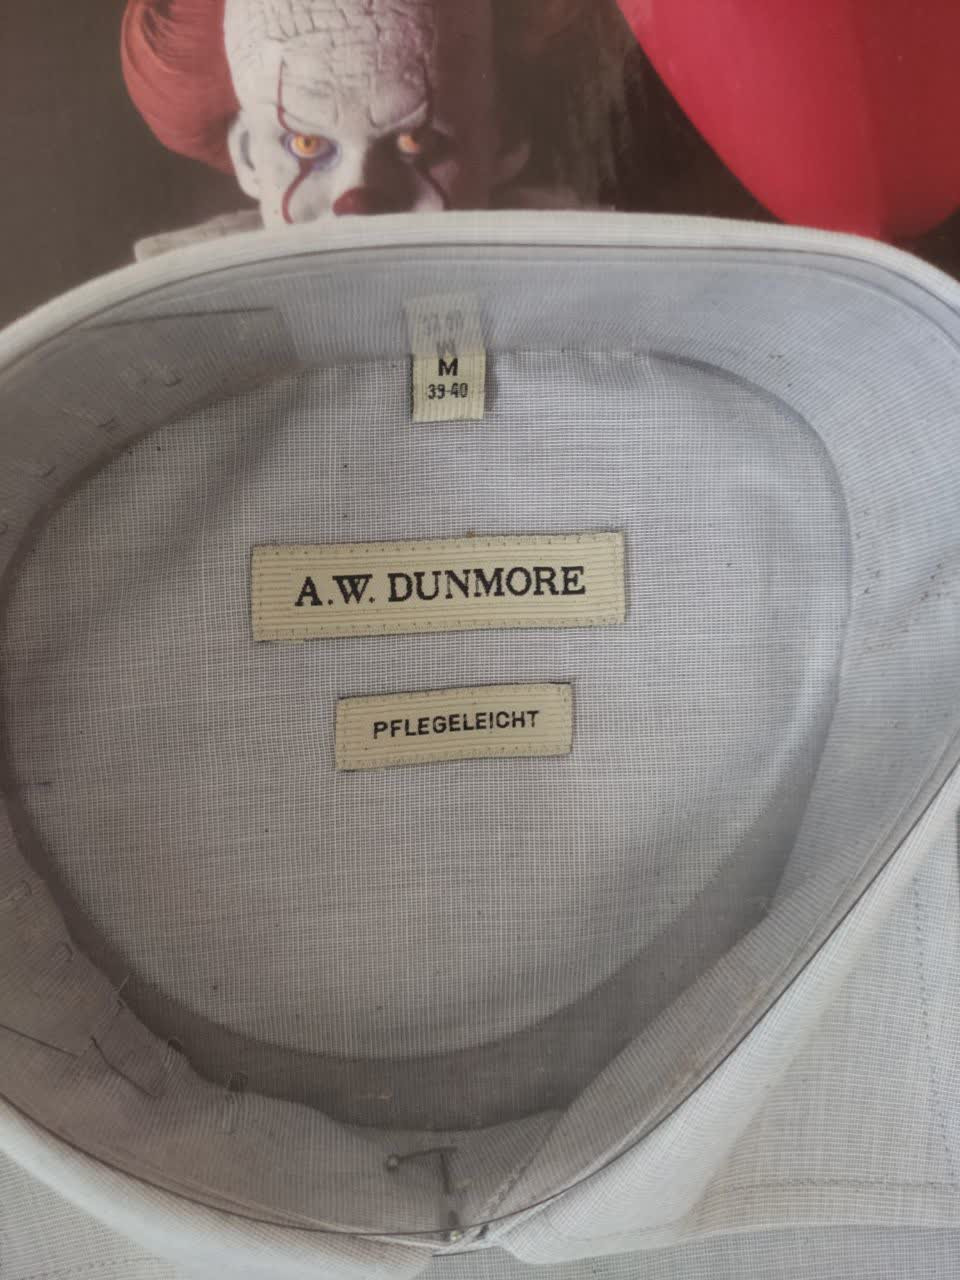 M
39-40
A.W. DUNMORE
PFLEGELEICHT